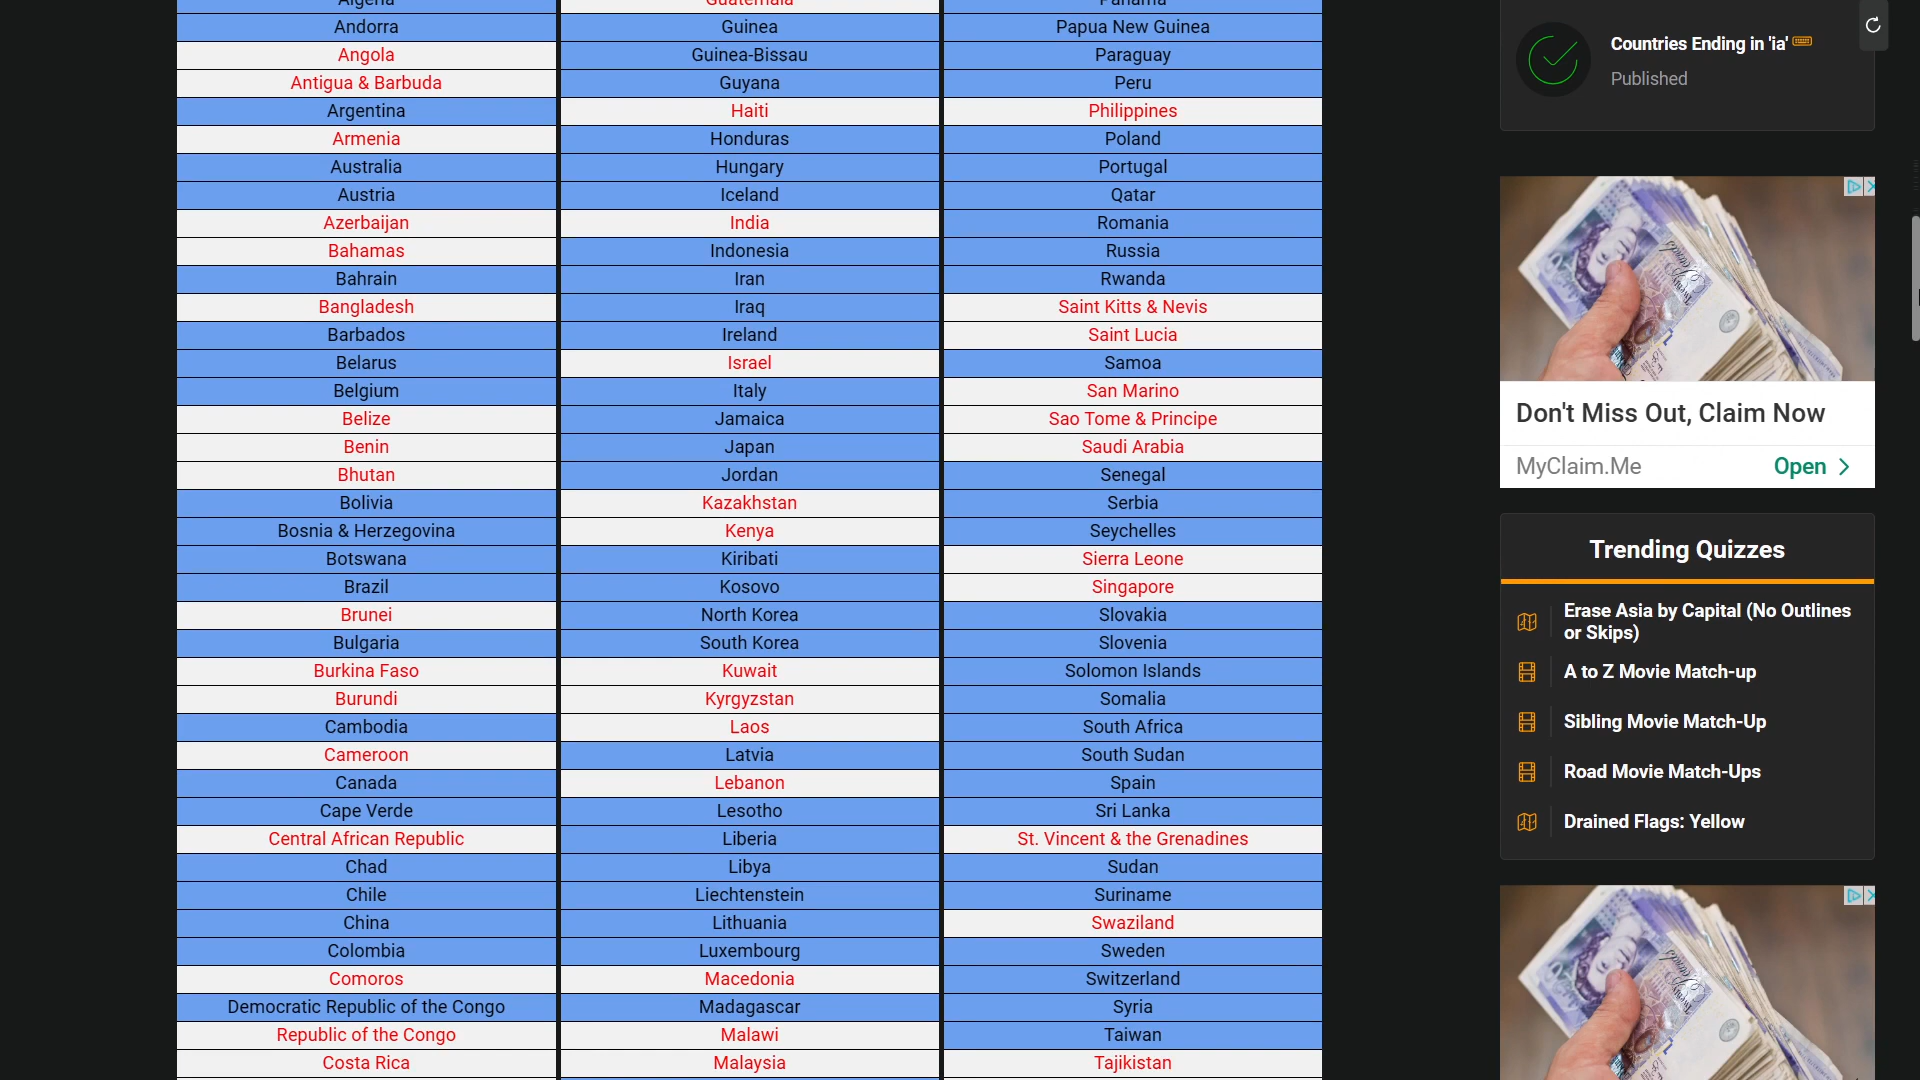 Algeria
Andorra
Angola
Antigua & Barbuda
Argentina
Armenia
Australia
Austria
Azerbaijan
Bahamas
Bahrain
Bangladesh
Barbados
Belarus
Belgium
Belize
Benin
Bhutan
Bolivia
Bosnia & Herzegovina
Botswana
Brazil
Brunei
Bulgaria
Burkina Faso
Burundi
Cambodia
Cameroon
Canada
Cape Verde
Central African Republic
Chad
Chile
China
Colombia
Comoros
Democratic Republic of the Congo
Republic of the Congo
Costa Rica
Guatemala
Guinea
Guinea-Bissau
Guyana
Haiti
Honduras
Hungary
Iceland
India
Indonesia
Iran
Iraq
Ireland
Israel
Italy
Jamaica
Japan
Jordan
Kazakhstan
Kenya
Kiribati
Kosovo
North Korea
South Korea
Kuwait
Kyrgyzstan
Laos
Latvia
Lebanon
Lesotho
Liberia
Libya
Liechtenstein
Lithuania
Luxembourg
Macedonia
Madagascar
Malawi
Malaysia
Panama
Papua New Guinea
Paraguay
Peru
Philippines
Poland
Portugal
Qatar
Romania
Russia
Rwanda
Saint Kitts & Nevis
Saint Lucia
Samoa
San Marino
Sao Tome & Principe
Saudi Arabia
Senegal
Serbia
Seychelles
Sierra Leone
Singapore
Slovakia
Slovenia
Solomon Islands
Somalia
South Africa
South Sudan
Spain
Sri Lanka
St. Vincent & the Grenadines
Sudan
Suriname
Swaziland
Sweden
Switzerland
Syria
Taiwan
Tajikistan
Countries Ending in 'ia'
Published
Don't Miss Out, Claim Now
MyClaim.Me
Open
Trending Quizzes
Erase Asia by Capital (No Outlines
or Skips)
A to Z Movie Match-up
Sibling Movie Match-Up
Road Movie Match-Ups
Drained Flags: Yellow